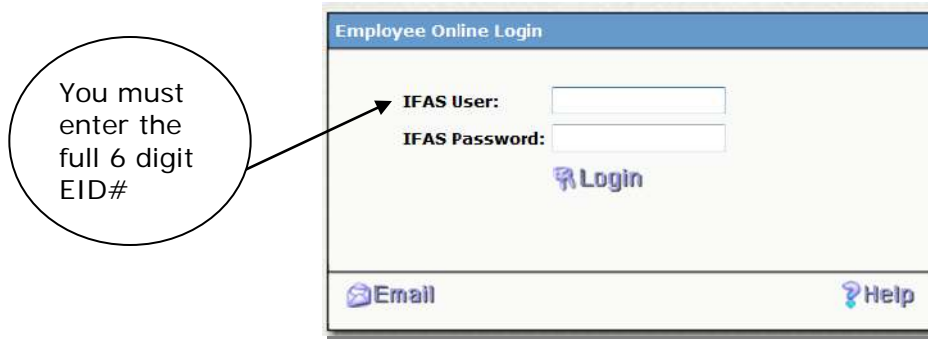 Employee Online Login
You must
enter the
full 6 digit
EID#
IFAS User:
IFAS Password:
Login
Email
Help